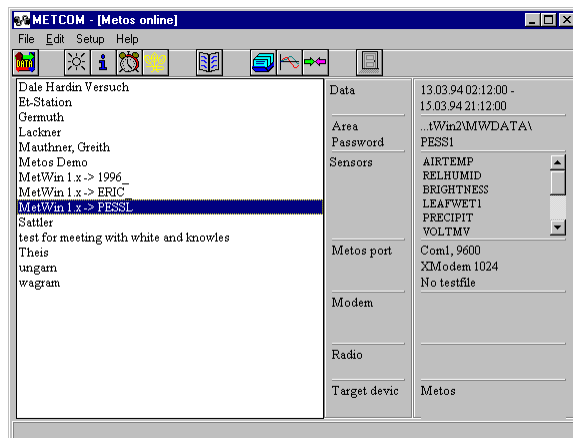 METCOM - [Metos online]
File Edit Setup Help
DATA
Dale Hardin Versuch
Et-Station
Germuth
Lackner
Mauthner, Greith
Metos Demo
MetWin 1.x -> 1996_
MetWin 1.x -> ERIC_
MetWin 1.x -> PESSL
Sattler
test for meeting with white and knowles
Theis
ungarn
wagram
Data 13.03.94 02:12:00 -
15.03.94 21:12:00
Area ...tWin2\MWDATA\
Password PESS1
Sensors AIRTEMP
RELHUMID
BRIGHTNESS
LEAFWET1
PRECIPIT
VOLTMV
Metos port Com1, 9600
XModem 1024
No testfile
Modem
Radio
Target devic Metos